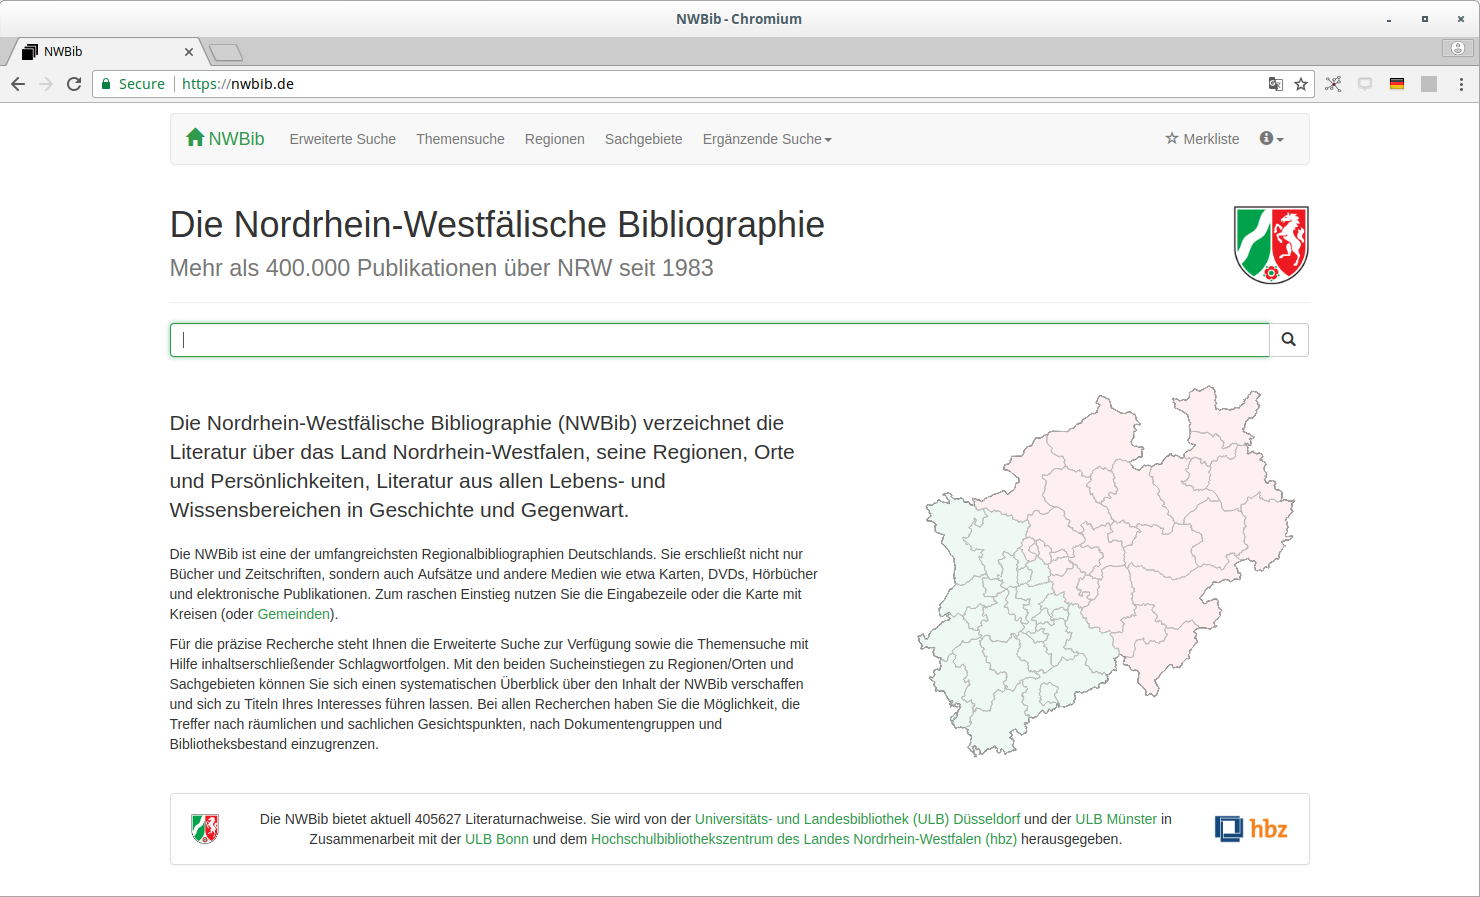 NWBib - Chromium
NWBib
Secure https://nwbib.de
NWBib Erweiterte Suche Themensuche Regionen Sachgebiete Ergänzende Suche Merkliste
Die Nordrhein-Westfälische Bibliographie
Mehr als 400.000 Publikationen über NRW seit 1983
Die Nordrhein-Westfälische Bibliographie (NWBib) verzeichnet die
Literatur über das Land Nordrhein-Westfalen, seine Regionen, Orte
und Persönlichkeiten, Literatur aus allen Lebens- und
Wissensbereichen in Geschichte und Gegenwart.
Die NWBib ist eine der umfangreichsten Regionalbibliographien Deutschlands. Sie erschließt nicht nur
Bücher und Zeitschriften, sondern auch Aufsätze und andere Medien wie etwa Karten, DVDs, Hörbücher
und elektronische Publikationen. Zum raschen Einstieg nutzen Sie die Eingabezeile oder die Karte mit
Kreisen (oder Gemeinden).
Für die präzise Recherche steht Ihnen die Erweiterte Suche zur Verfügung sowie die Themensuche mit
Hilfe inhaltserschließender Schlagwortfolgen. Mit den beiden Sucheinstiegen zu Regionen/Orten und
Sachgebieten können Sie sich einen systematischen Überblick über den Inhalt der NWBib verschaffen
und sich zu Titeln Ihres Interesses führen lassen. Bei allen Recherchen haben Sie die Möglichkeit, die
Treffer nach räumlichen und sachlichen Gesichtspunkten, nach Dokumentengruppen und
Bibliotheksbestand einzugrenzen.
Die NWBib bietet aktuell 405627 Literaturnachweise. Sie wird von der Universitäts- und Landesbibliothek (ULB) Düsseldorf und der ULB Münster in
Zusammenarbeit mit der ULB Bonn und dem Hochschulbibliothekszentrum des Landes Nordrhein-Westfalen (hbz) herausgegeben.
hbz